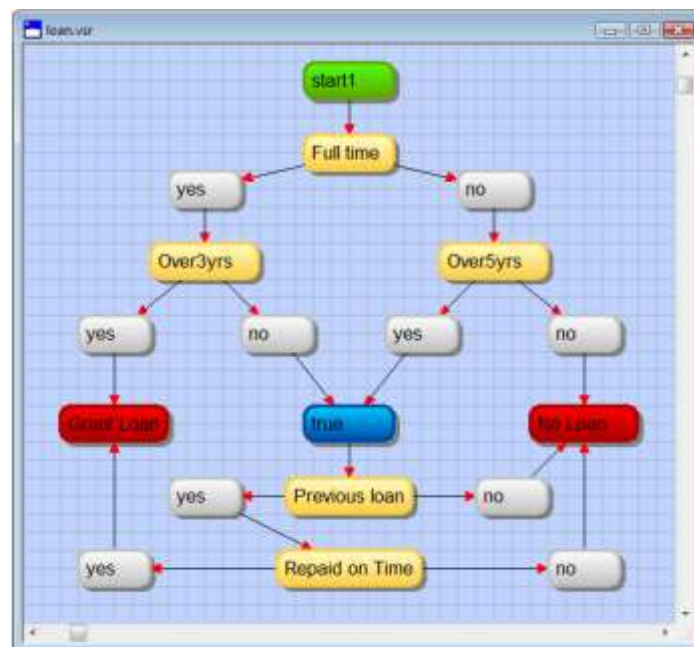 loan.vsr
start1
Full time
yes
no
Over3yrs
Over5yrs
yes
no
yes
no
Grant Loan
true
No Loan
yes
Previous loan
no
yes
Repaid on Time
no